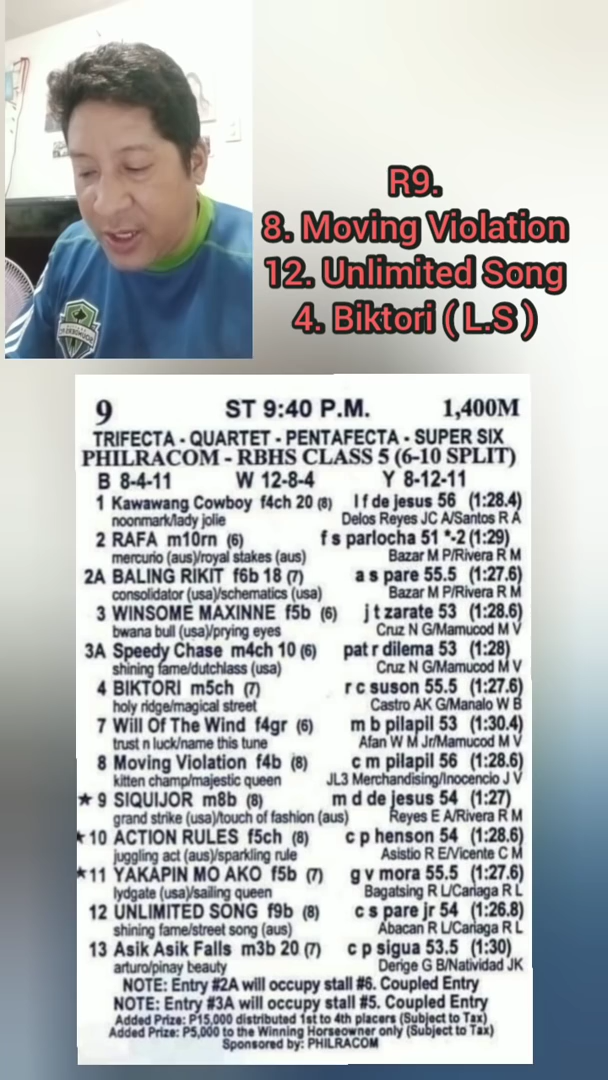 R9.
8. Moving Violation
12. Unlimited Song
4. Biktori ( L.S )
9 ST 9:40 P.M. 1,400M
TRIFECTA - QUARTET - PENTAFECTA - SUPER SIX
PHILRACOM - RBHS CLASS 5 (6-10 SPLIT)
B 8-4-11 W 12-8-4 Y 8-12-11
1 Kawawang Cowboy f4ch 20 (8) l f de jesus 56 (1:28.4)
noonmark/lady jolie Delos Reyes JC A/Santos R A
2 RAFA m10rn (6) f s parlocha 51 *-2 (1:29)
mercurio (aus)/royal stakes (aus) Bazar M P/Rivera R M
2A BALING RIKIT f6b 18 (7) a s pare 55.5 (1:27.6)
consolidator (usa)/schematics (usa) Bazar M P/Rivera R M
3 WINSOME MAXINNE f5b (6) j t zarate 53 (1:28.6)
bwana bull (usa)/prying eyes Cruz N G/Mamucod M V
3A Speedy Chase m4ch 10 (6) pat r dilema 53 (1:28)
shining fame/dutchlass (usa) Cruz N G/Mamucod M V
4 BIKTORI m5ch (7) r c suson 55.5 (1:27.6)
holy ridge/magical street Castro AK G/Manalo W B
7 Will Of The Wind f4gr (6) m b pilapil 53 (1:30.4)
trust n luck/name this tune Afan W M Jr/Mamucod M V
8 Moving Violation f4b (8) c m pilapil 56 (1:28.6)
kitten champ/majestic queen JL3 Merchandising/Inocencio J V
★ 9 SIQUIJOR m8b (8) m d de jesus 54 (1:27)
grand strike (usa)/touch of fashion (aus) Reyes E A/Rivera R M
★10 ACTION RULES f5ch (8) c p henson 54 (1:28.6)
juggling act (aus)/sparkling rule Asistio R E/Vicente C M
★11 YAKAPIN MO AKO f5b (7) g v mora 55.5 (1:27.6)
lydgate (usa)/sailing queen Bagatsing R L/Cariaga R L
12 UNLIMITED SONG f9b (8) c s pare jr 54 (1:26.8)
shining fame/street song (aus) Abacan R L/Cariaga R L
13 Asik Asik Falls m3b 20 (7) c p sigua 53.5 (1:30)
arturo/pinay beauty Derige G B/Natividad JK
NOTE: Entry #2A will occupy stall #6. Coupled Entry
NOTE: Entry #3A will occupy stall #5. Coupled Entry
Added Prize: P15,000 distributed 1st to 4th placers (Subject to Tax)
Added Prize: P5,000 to the Winning Horseowner only (Subject to Tax)
Sponsored by: PHILRACOM